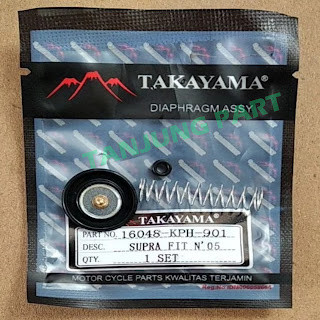 TAKAYAMA®
DIAPHRAGM ASSY
TANJUNG PART
TAKAYAMA®
PART NO. 16048-KPH-901
DESC. SUPRA FIT N'05
QTY. 1 SET
MOTOR CYCLE PARTS KWALITAS TERJAMIN